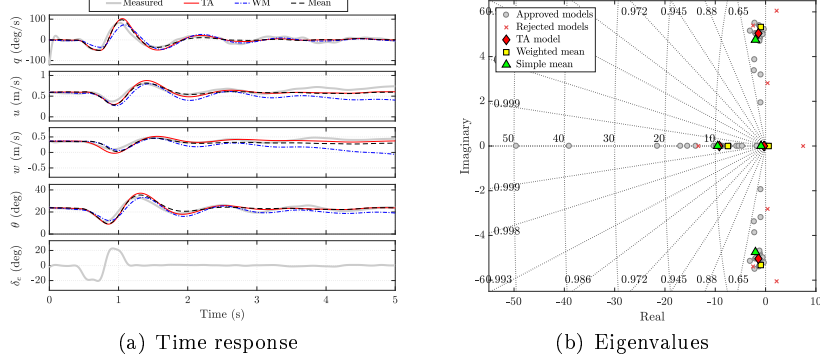 Measured TA WM Mean
q (deg/s)
100
0
-100
u (m/s)
1
0.5
0
w (m/s)
0.5
0
-0.5
θ (deg)
40
20
0
δe (deg)
20
0
-20
0 1 2 3 4 5
Time (s)
(a) Time response
Approved models
Rejected models
TA model
Weighted mean
Simple mean
0.972 0.945 0.88 0.65
Imaginary
6
4
2
0
-2
-4
-6
0.999
50 40 30 20 10
0.999
0.998
0.993 0.986 0.972 0.945 0.88 0.65
-50 -40 -30 -20 -10 0 10
Real
(b) Eigenvalues